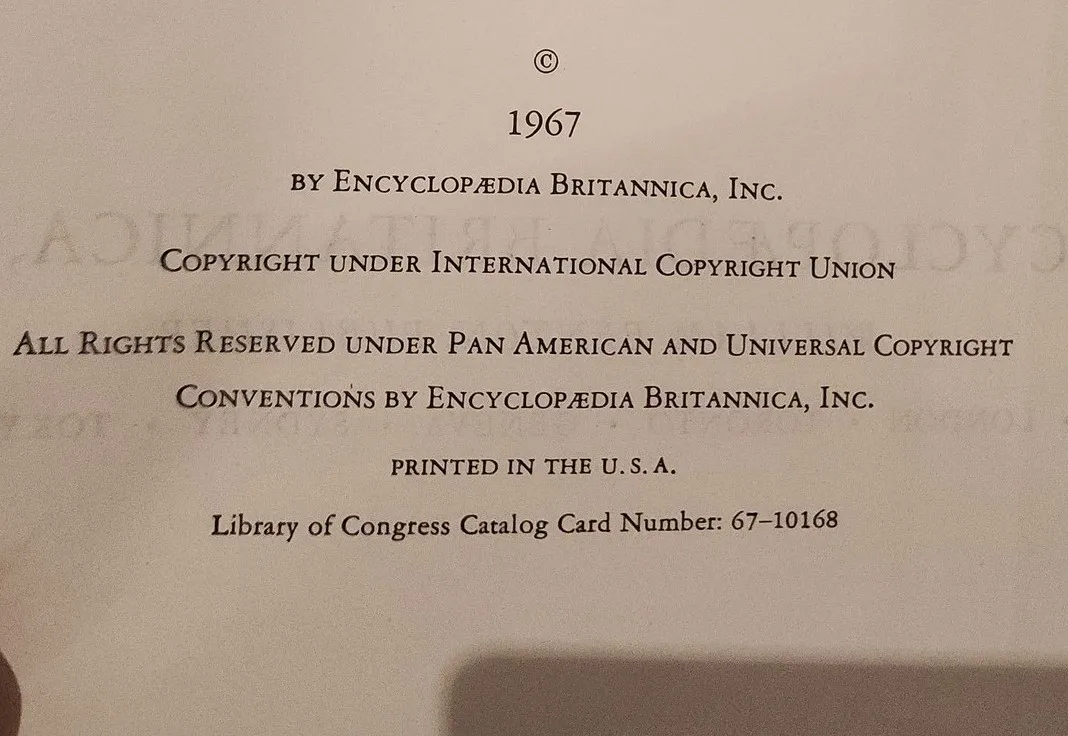 ©
1967
BY ENCYCLOPÆDIA BRITANNICA, INC.
COPYRIGHT UNDER INTERNATIONAL COPYRIGHT UNION
ALL RIGHTS RESERVED UNDER PAN AMERICAN AND UNIVERSAL COPYRIGHT
CONVENTIONS BY ENCYCLOPÆDIA BRITANNICA, INC.
PRINTED IN THE U. S. A.
Library of Congress Catalog Card Number: 67–10168